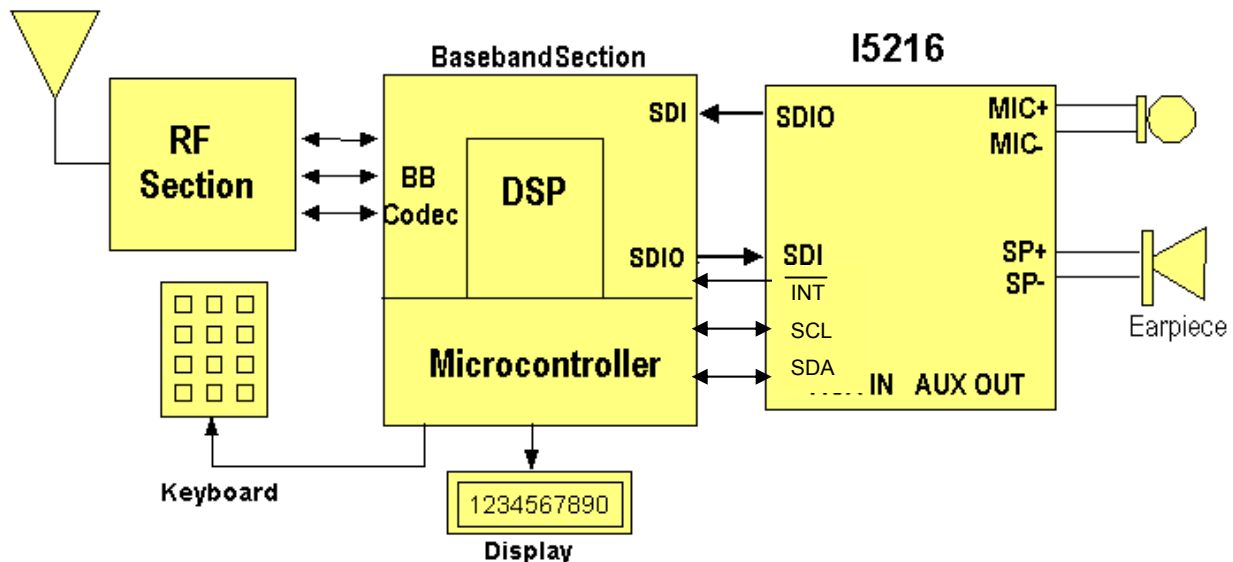 I5216
BasebandSection
RF
Section
BB
Codec
DSP
SDI
SDIO
Microcontroller
SDIO
MIC+
MIC-
SDI
INT
SCL
SDA
SP+
SP-
Earpiece
IN AUX OUT
Keyboard
1234567890
Display